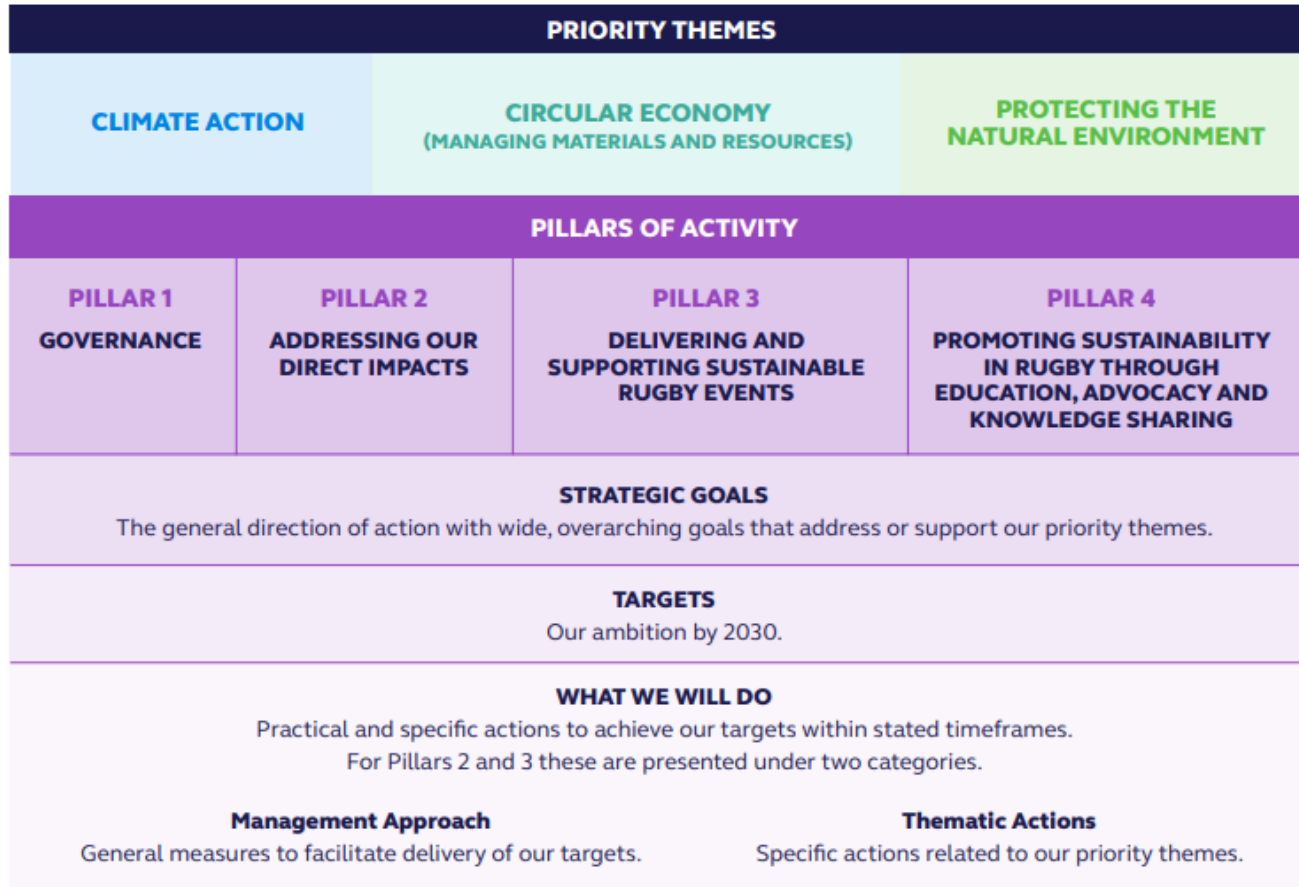 PRIORITY THEMES
CLIMATE ACTION
CIRCULAR ECONOMY
(MANAGING MATERIALS AND RESOURCES)
PROTECTING THE
NATURAL ENVIRONMENT
PILLARS OF ACTIVITY
PILLAR 1
GOVERNANCE
PILLAR 2
ADDRESSING OUR
DIRECT IMPACTS
PILLAR 3
DELIVERING AND
SUPPORTING SUSTAINABLE
RUGBY EVENTS
PILLAR 4
PROMOTING SUSTAINABILITY
IN RUGBY THROUGH
EDUCATION, ADVOCACY AND
KNOWLEDGE SHARING
STRATEGIC GOALS
The general direction of action with wide, overarching goals that address or support our priority themes.
TARGETS
Our ambition by 2030.
WHAT WE WILL DO
Practical and specific actions to achieve our targets within stated timeframes.
For Pillars 2 and 3 these are presented under two categories.
Management Approach
General measures to facilitate delivery of our targets.
Thematic Actions
Specific actions related to our priority themes.